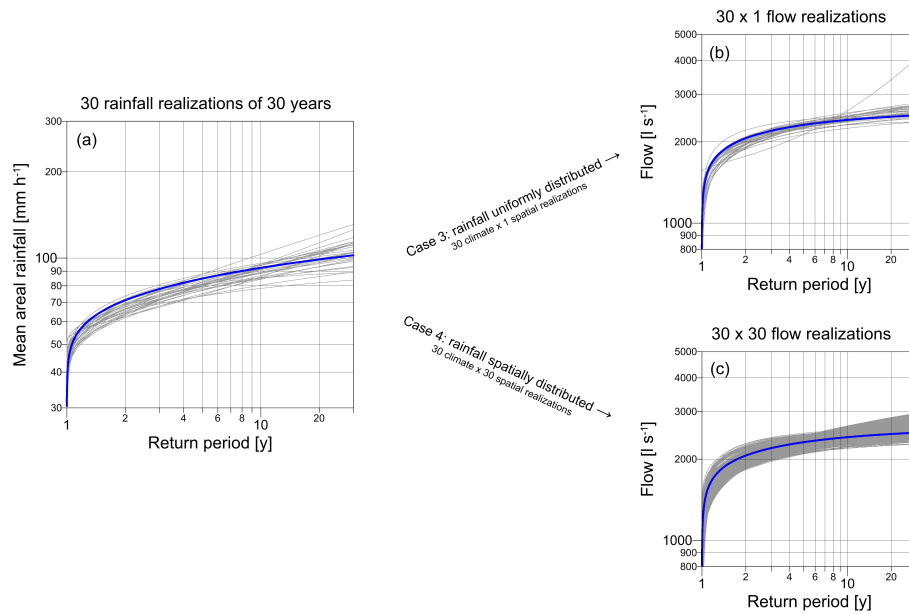 30 rainfall realizations of 30 years
(a)
Mean areal rainfall [mm h⁻¹]
300
200
100
90
80
70
60
50
40
30
1
2
4
6
8
10
20
Return period [y]
Case 3: rainfall uniformly distributed →
30 climate x 1 spatial realizations
Case 4: rainfall spatially distributed →
30 climate x 30 spatial realizations
30 x 1 flow realizations
(b)
Flow [l s⁻¹]
5000
4000
3000
2000
1000
900
800
1
2
4
6
8
10
20
Return period [y]
30 x 30 flow realizations
(c)
Flow [l s⁻¹]
5000
4000
3000
2000
1000
900
800
1
2
4
6
8
10
20
Return period [y]